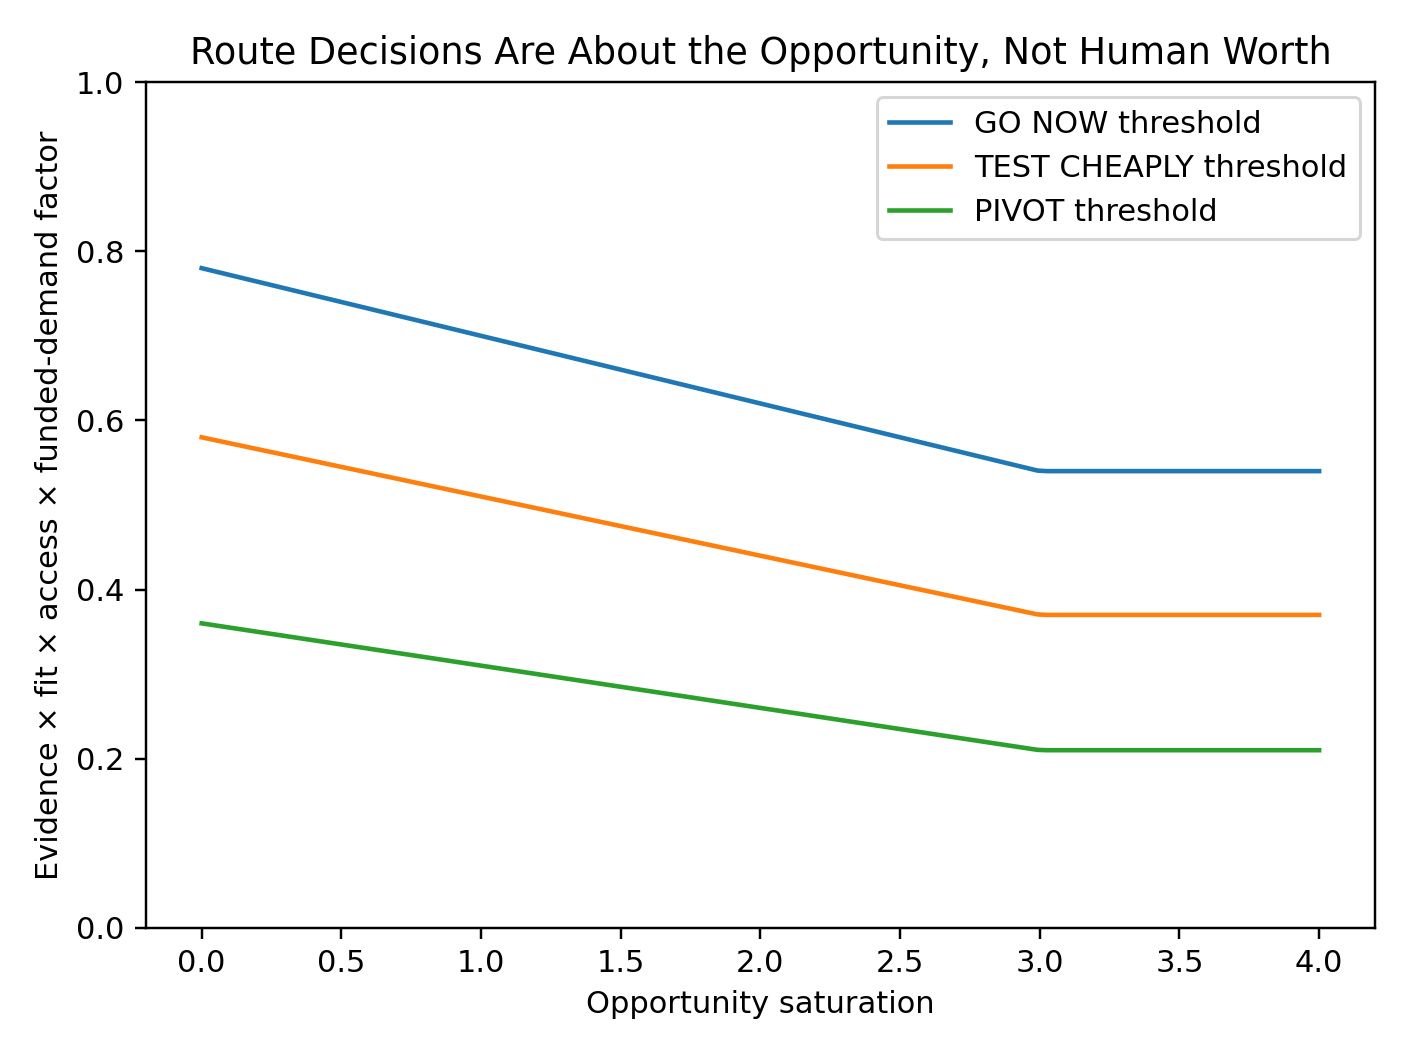 Route Decisions Are About the Opportunity, Not Human Worth
GO NOW threshold
TEST CHEAPLY threshold
PIVOT threshold
Evidence × fit × access × funded-demand factor
1.0
0.8
0.6
0.4
0.2
0.0
0.0 0.5 1.0 1.5 2.0 2.5 3.0 3.5 4.0
Opportunity saturation